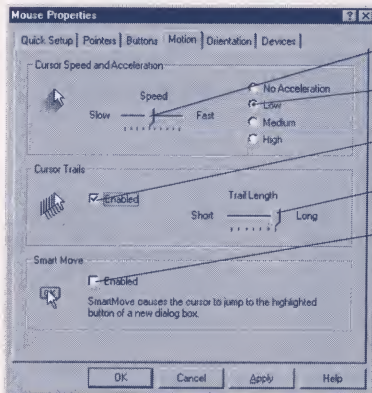 Mouse Properties
Quick Setup Pointers Buttons Motion Orientation Devices
Cursor Speed and Acceleration
Speed
Slow Fast
No Acceleration
Low
Medium
High
Cursor Trails
Enabled
Trail Length
Short Long
Smart Move
Enabled
OK
SmartMove causes the cursor to jump to the highlighted
button of a new dialog box.
OK Cancel Apply Help